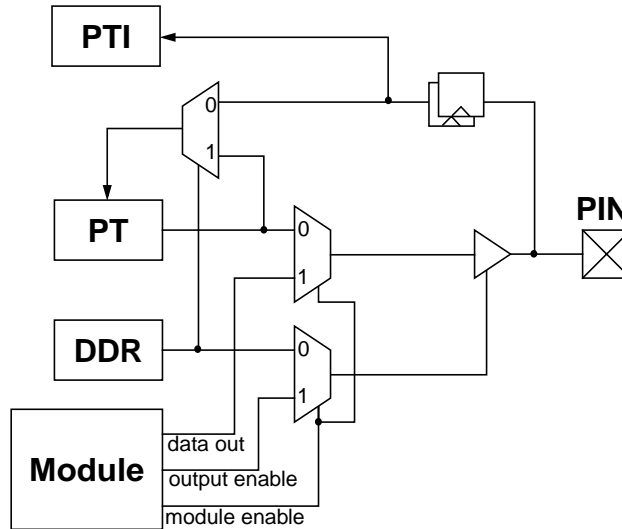 PTI
0
1
PT
PIN
0
1
DDR
0
1
Module
data out
output enable
module enable